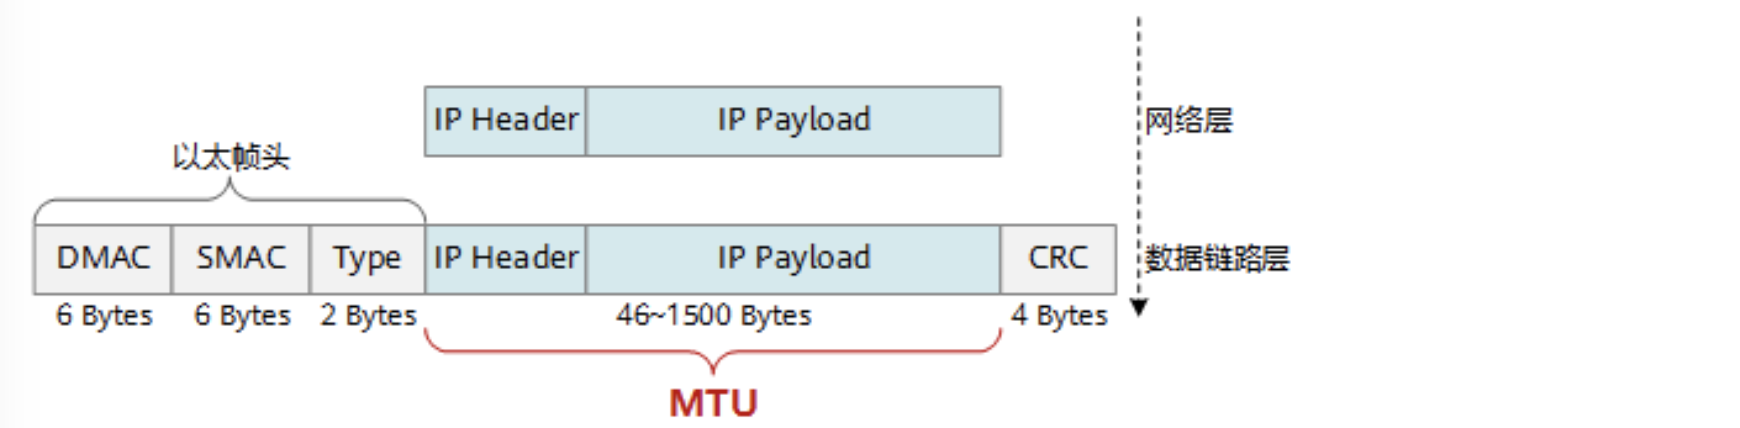 IP Header IP Payload 网络层
以太帧头
DMAC SMAC Type IP Header IP Payload CRC 数据链路层
6 Bytes 6 Bytes 2 Bytes 46~1500 Bytes 4 Bytes
MTU